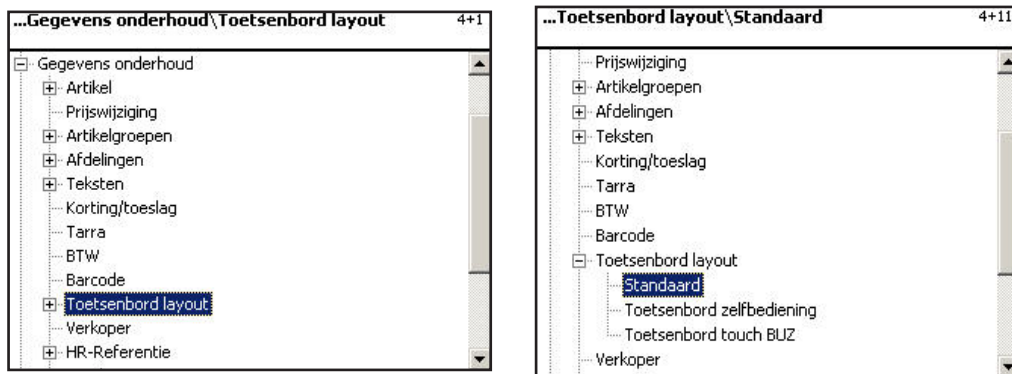 ...Gegevens onderhoud\Toetsenbord layout 4+1
Gegevens onderhoud
Artikel
Prijswijziging
Artikelgroepen
Afdelingen
Teksten
Korting/toeslag
Tarra
BTW
Barcode
Toetsenbord layout
Verkoper
HR-Referentie
...Toetsenbord layout\Standaard 4+11
Prijswijziging
Artikelgroepen
Afdelingen
Teksten
Korting/toeslag
Tarra
BTW
Barcode
Toetsenbord layout
Standaard
Toetsenbord zelfbediening
Toetsenbord touch BUZ
Verkoper